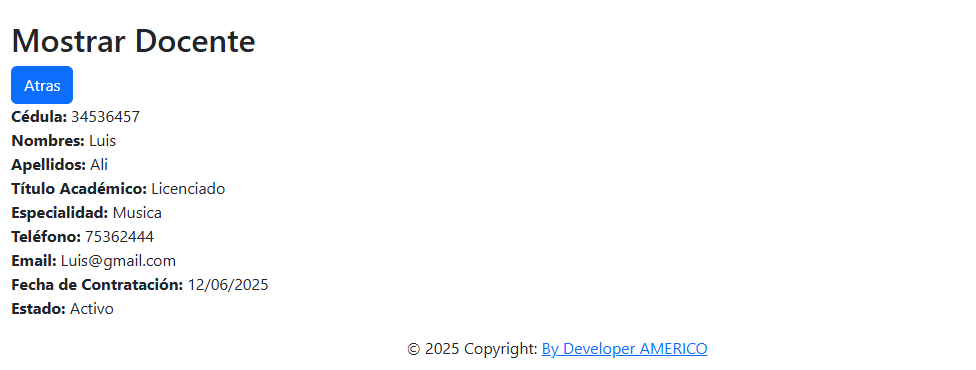 Mostrar Docente
Atras
Cédula: 34536457
Nombres: Luis
Apellidos: Ali
Título Académico: Licenciado
Especialidad: Musica
Teléfono: 75362444
Email: Luis@gmail.com
Fecha de Contratación: 12/06/2025
Estado: Activo
© 2025 Copyright: By Developer AMERICO